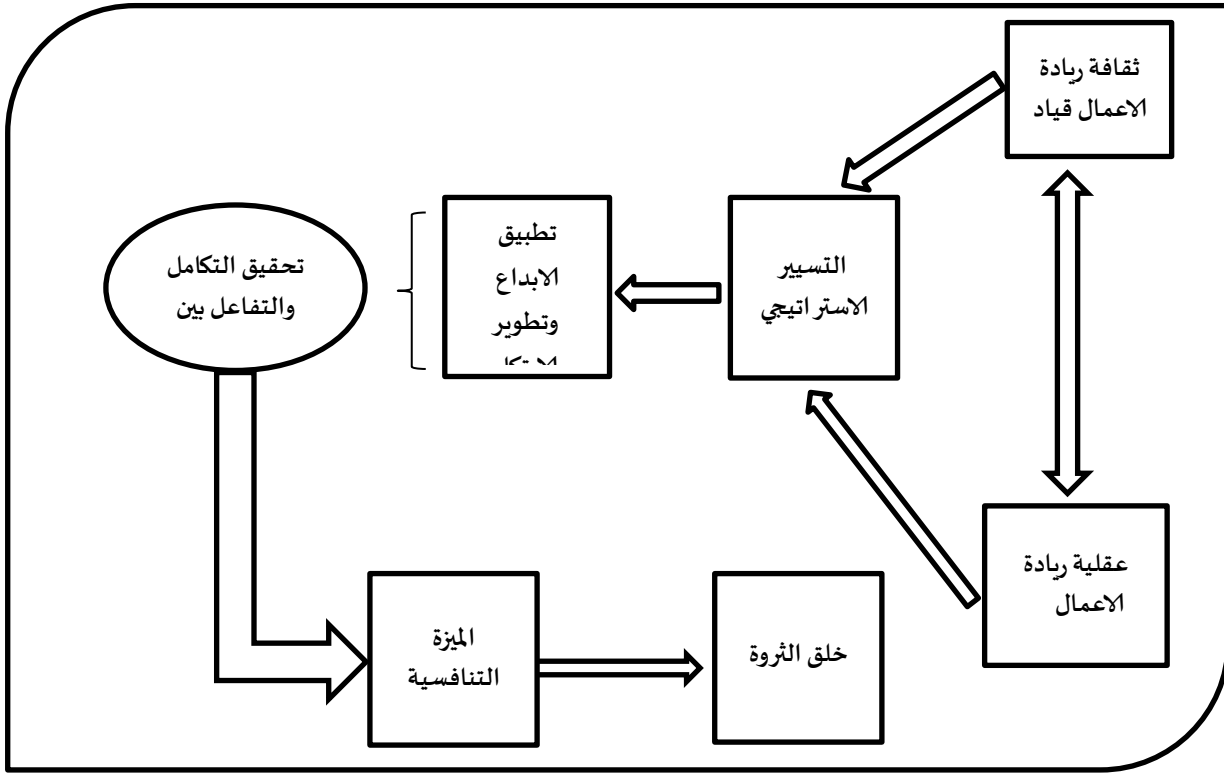 ثقافة ريادة
الاعمال قياد
التسيير
الاستراتيجي
تطبيق
الابداع
وتطوير
تحقيق التكامل
والتفاعل بين
عقلية ريادة
الاعمال
الميزة
التنافسية
خلق الثروة